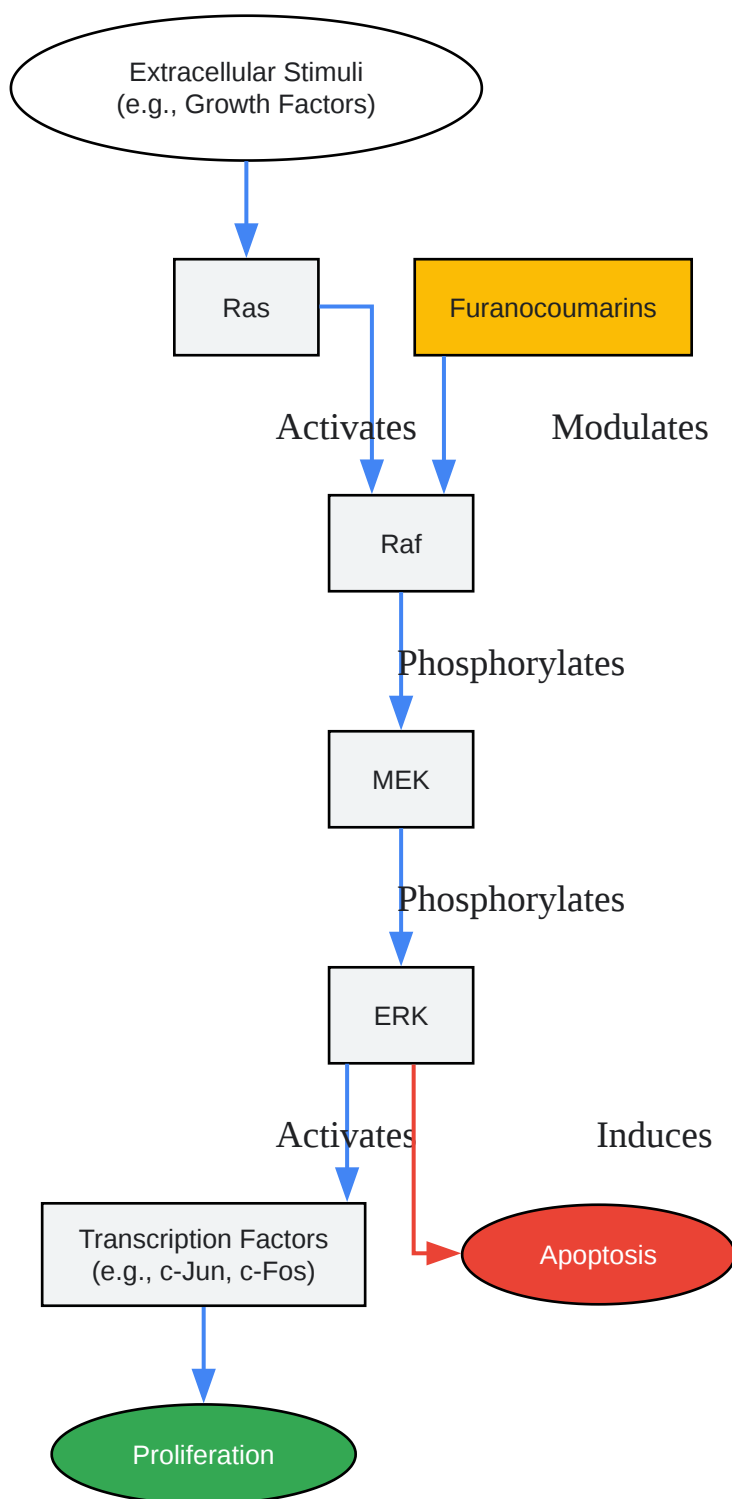 Extracellular Stimuli
(e.g., Growth Factors)
Ras
Furanocoumarins
Activates
Modulates
Raf
Phosphorylates
MEK
Phosphorylates
ERK
Activates
Induces
Transcription Factors
(e.g., c-Jun, c-Fos)
Apoptosis
Proliferation